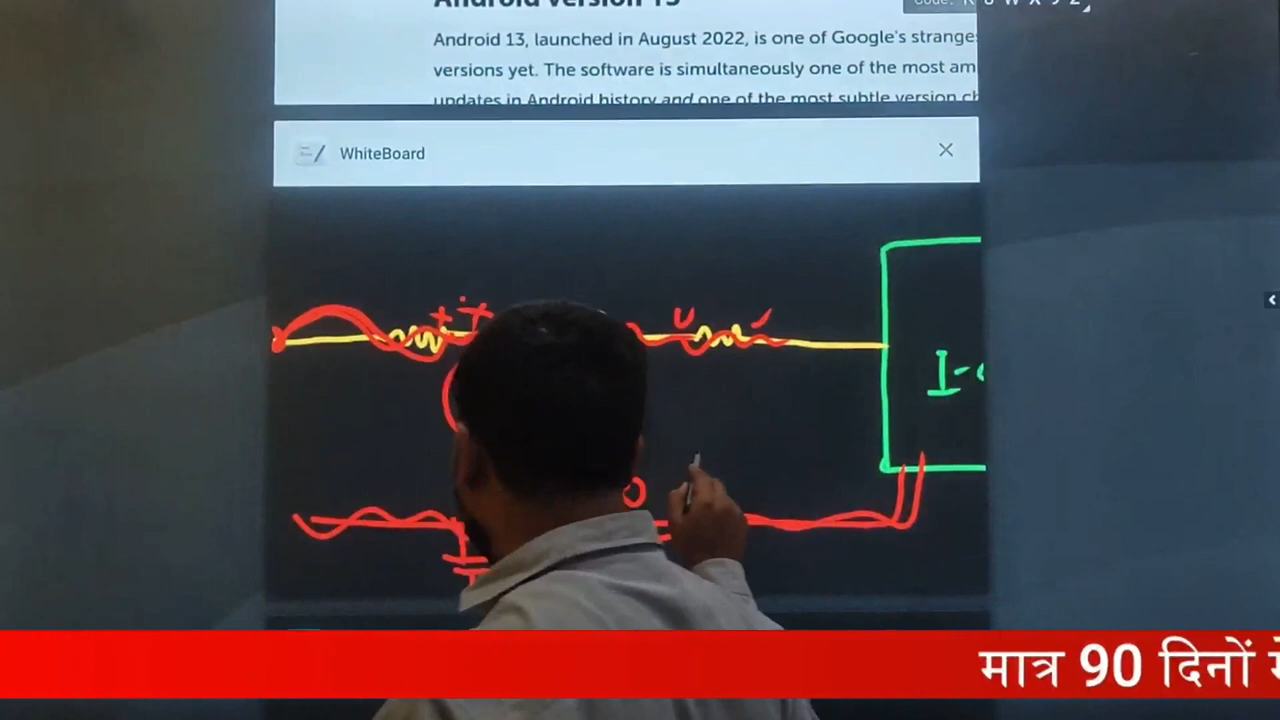 Android version 13
Android 13, launched in August 2022, is one of Google's strange
versions yet. The software is simultaneously one of the most am
updates in Android history and one of the most subtle version ch
WhiteBoard
I-
मात्र 90 दिनों में